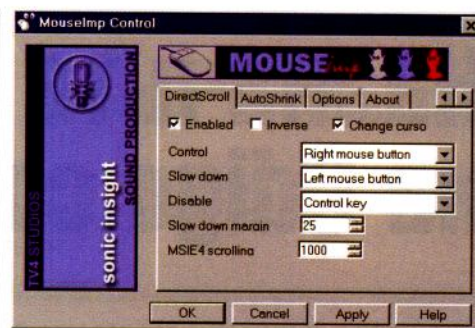 MouseImp Control
TV4 STUDIOS
sonic insight
SOUND PRODUCTION
MOUSE Imp
DirectScroll AutoShrink Options About
Enabled Inverse Change curso
Control Right mouse button
Slow down Left mouse button
Disable Control key
Slow down margin 25
MSIE4 scrolling 1000
OK Cancel Apply Help